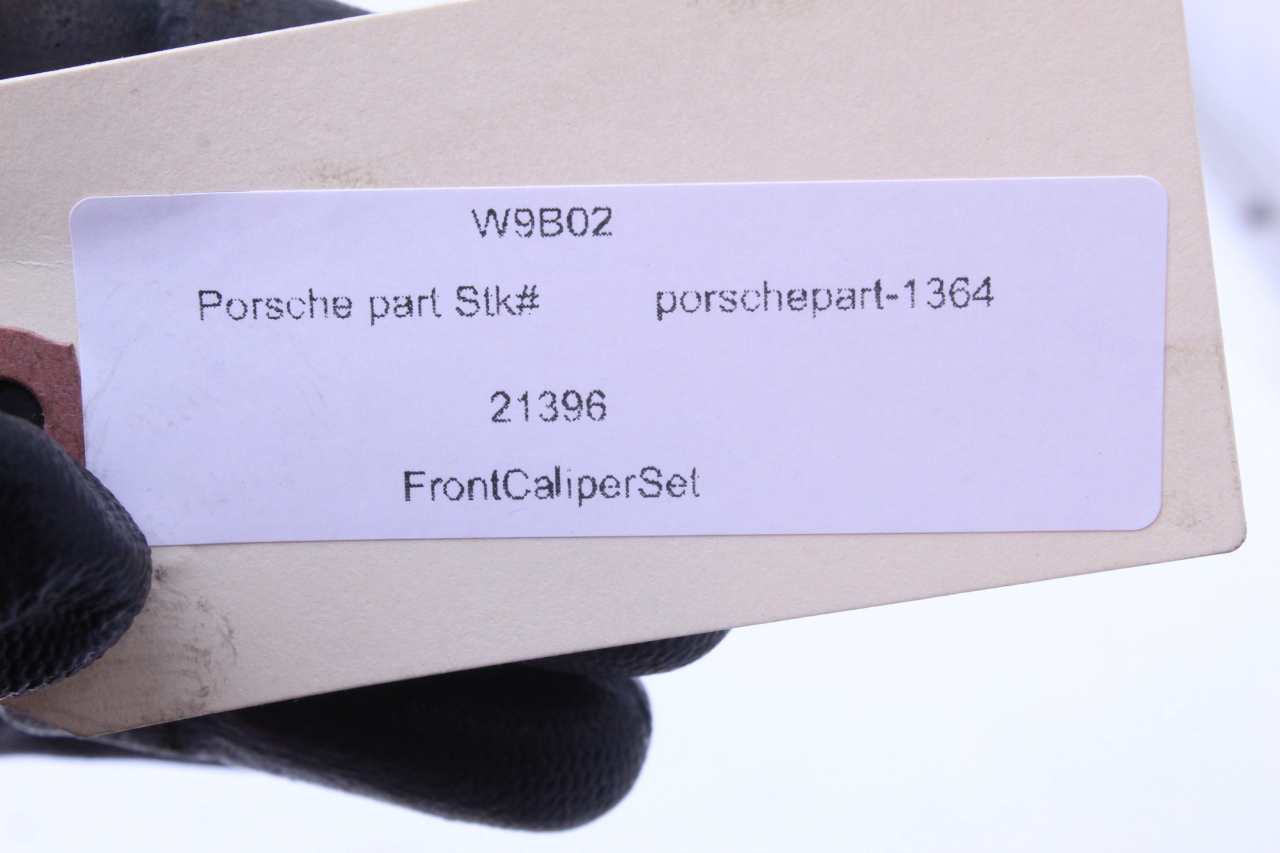 W9B02
Porsche part Stk# porschepart-1364
21396
FrontCaliperSet